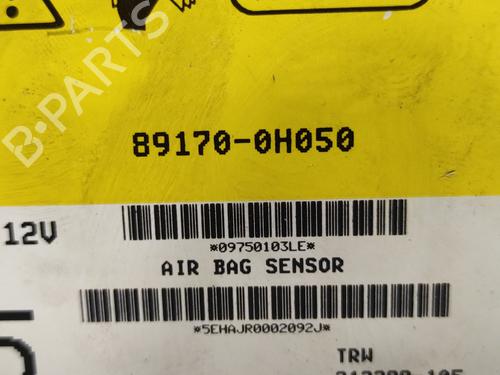 89170-0H050
12V
*09750103LE*
AIR BAG SENSOR
*5EHAJR0002092J*
TRW
B-Parts